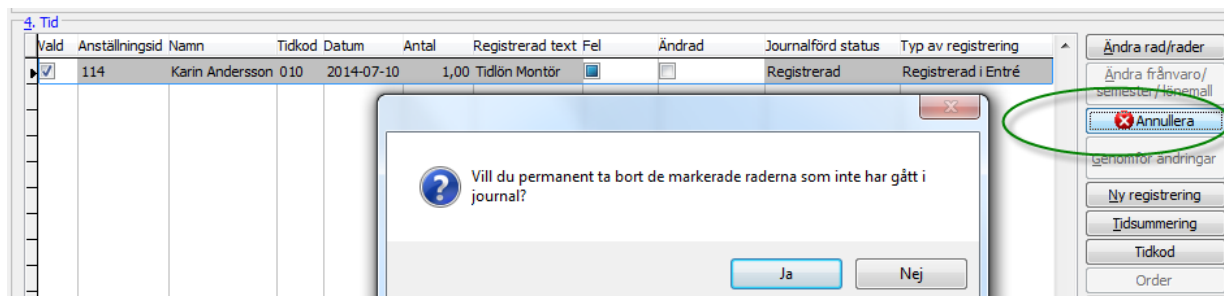 4. Tid
Vald Anställningsid Namn Tidkod Datum Antal Registrerad text Fel Ändrad Journalförd status Typ av registrering
114 Karin Andersson 010 2014-07-10 1,00 Tidlön Montör Registrerad Registrerad i Entré
Ändra rad/rader
Ändra frånvaro/
semester/lönemall
Annullera
Genomför ändringar
Ny registrering
Tidsummering
Tidkod
Order
Vill du permanent ta bort de markerade raderna som inte har gått i
journal?
Ja Nej